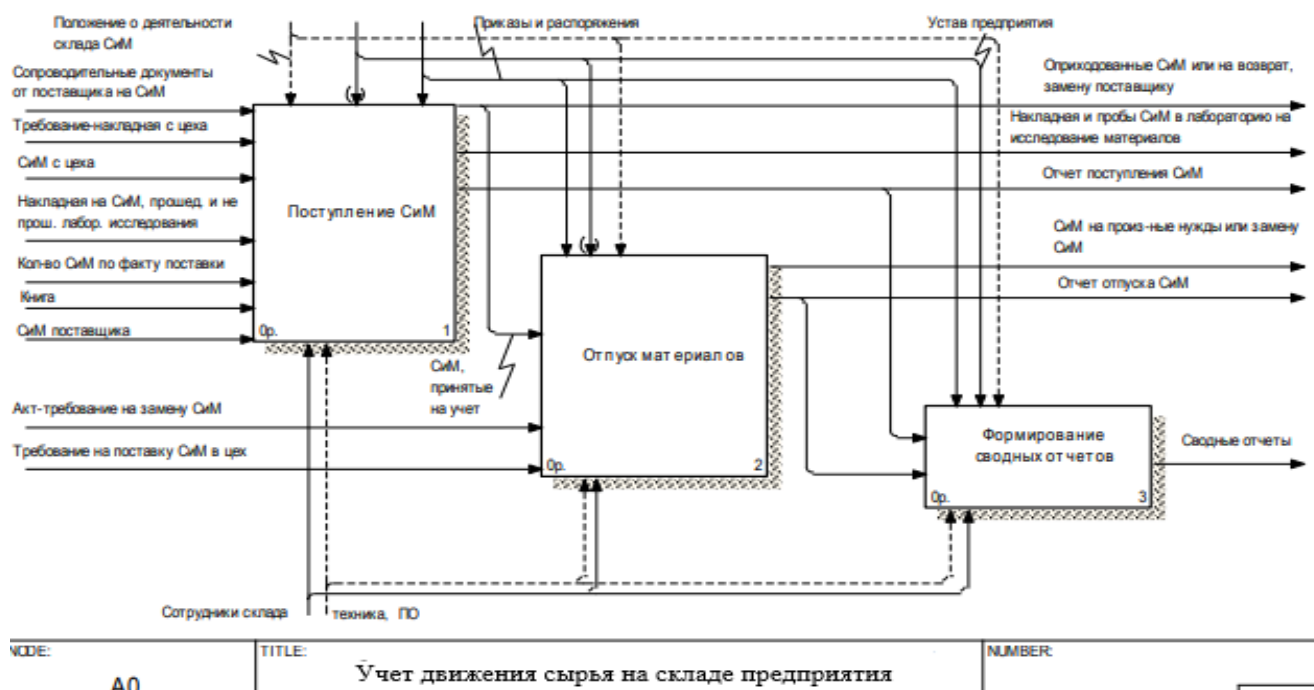 Положение о деятельности
склада СиМ
Приказы и распоряжения
Устав предприятия
Сопроводительные документы
от поставщика на СиМ
Требование-накладная с цеха
СиМ с цеха
Накладная на СиМ, прошед. и не
прош. лабор. исследования
Кол-во СиМ по факту поставки
Книга
СиМ поставщика
Поступление СиМ
0р.
1
Оприходованные СиМ или на возврат,
замену поставщику
Накладная и пробы СиМ в лабораторию на
исследование материалов
Отчет поступления СиМ
СиМ на произ-ные нужды или замену
СиМ
Отчет отпуска СиМ
СиМ,
принятые
на учет
Отпуск материалов
0р.
2
Акт-требование на замену СиМ
Требование на поставку СиМ в цех
Формирование
сводных отчетов
0р.
3
Сводные отчеты
Сотрудники склада
техника, ПО
NODE:
A0
TITLE:
Учет движения сырья на складе предприятия
NUMBER: